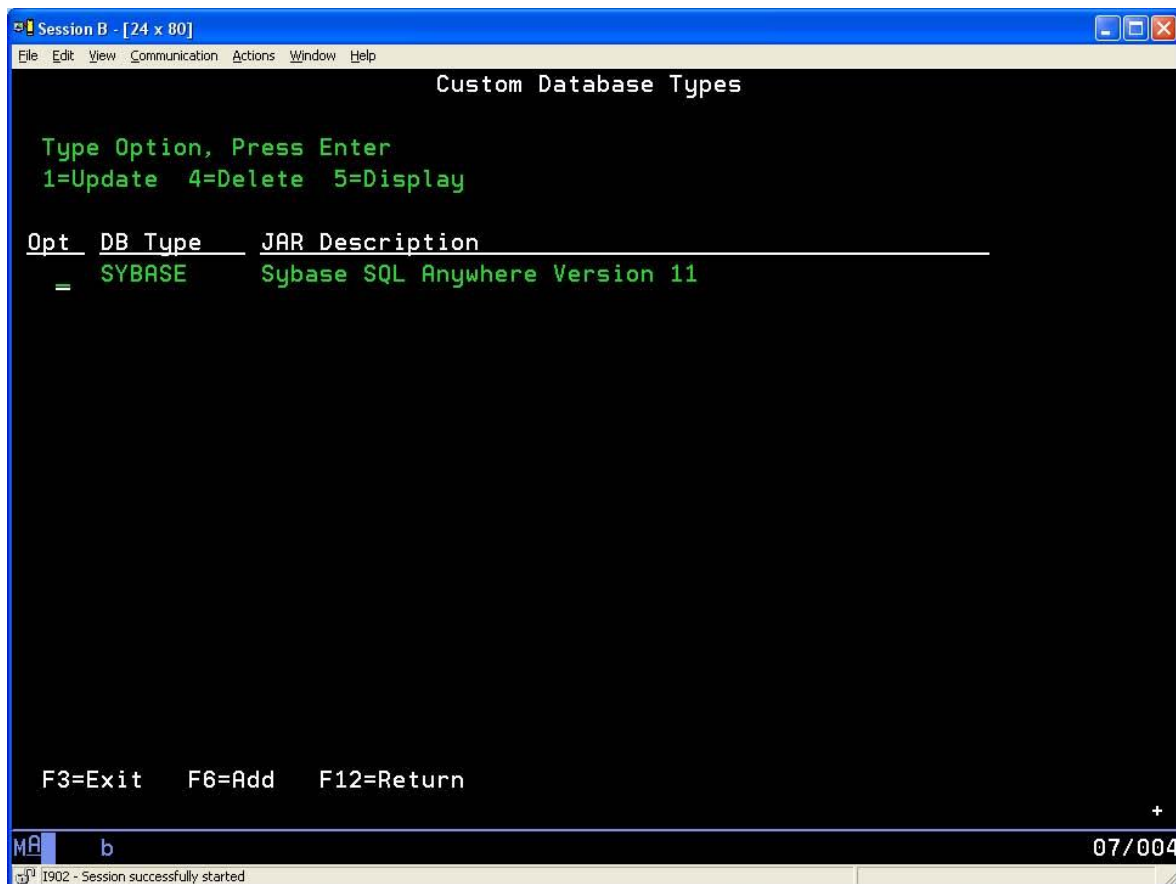 Session B - [24 x 80]
File Edit View Communication Actions Window Help
Custom Database Types
Type Option, Press Enter
1=Update 4=Delete 5=Display
Opt DB Type JAR Description
_ SYBASE Sybase SQL Anywhere Version 11
F3=Exit F6=Add F12=Return
+
MA b 07/004
I902 - Session successfully started